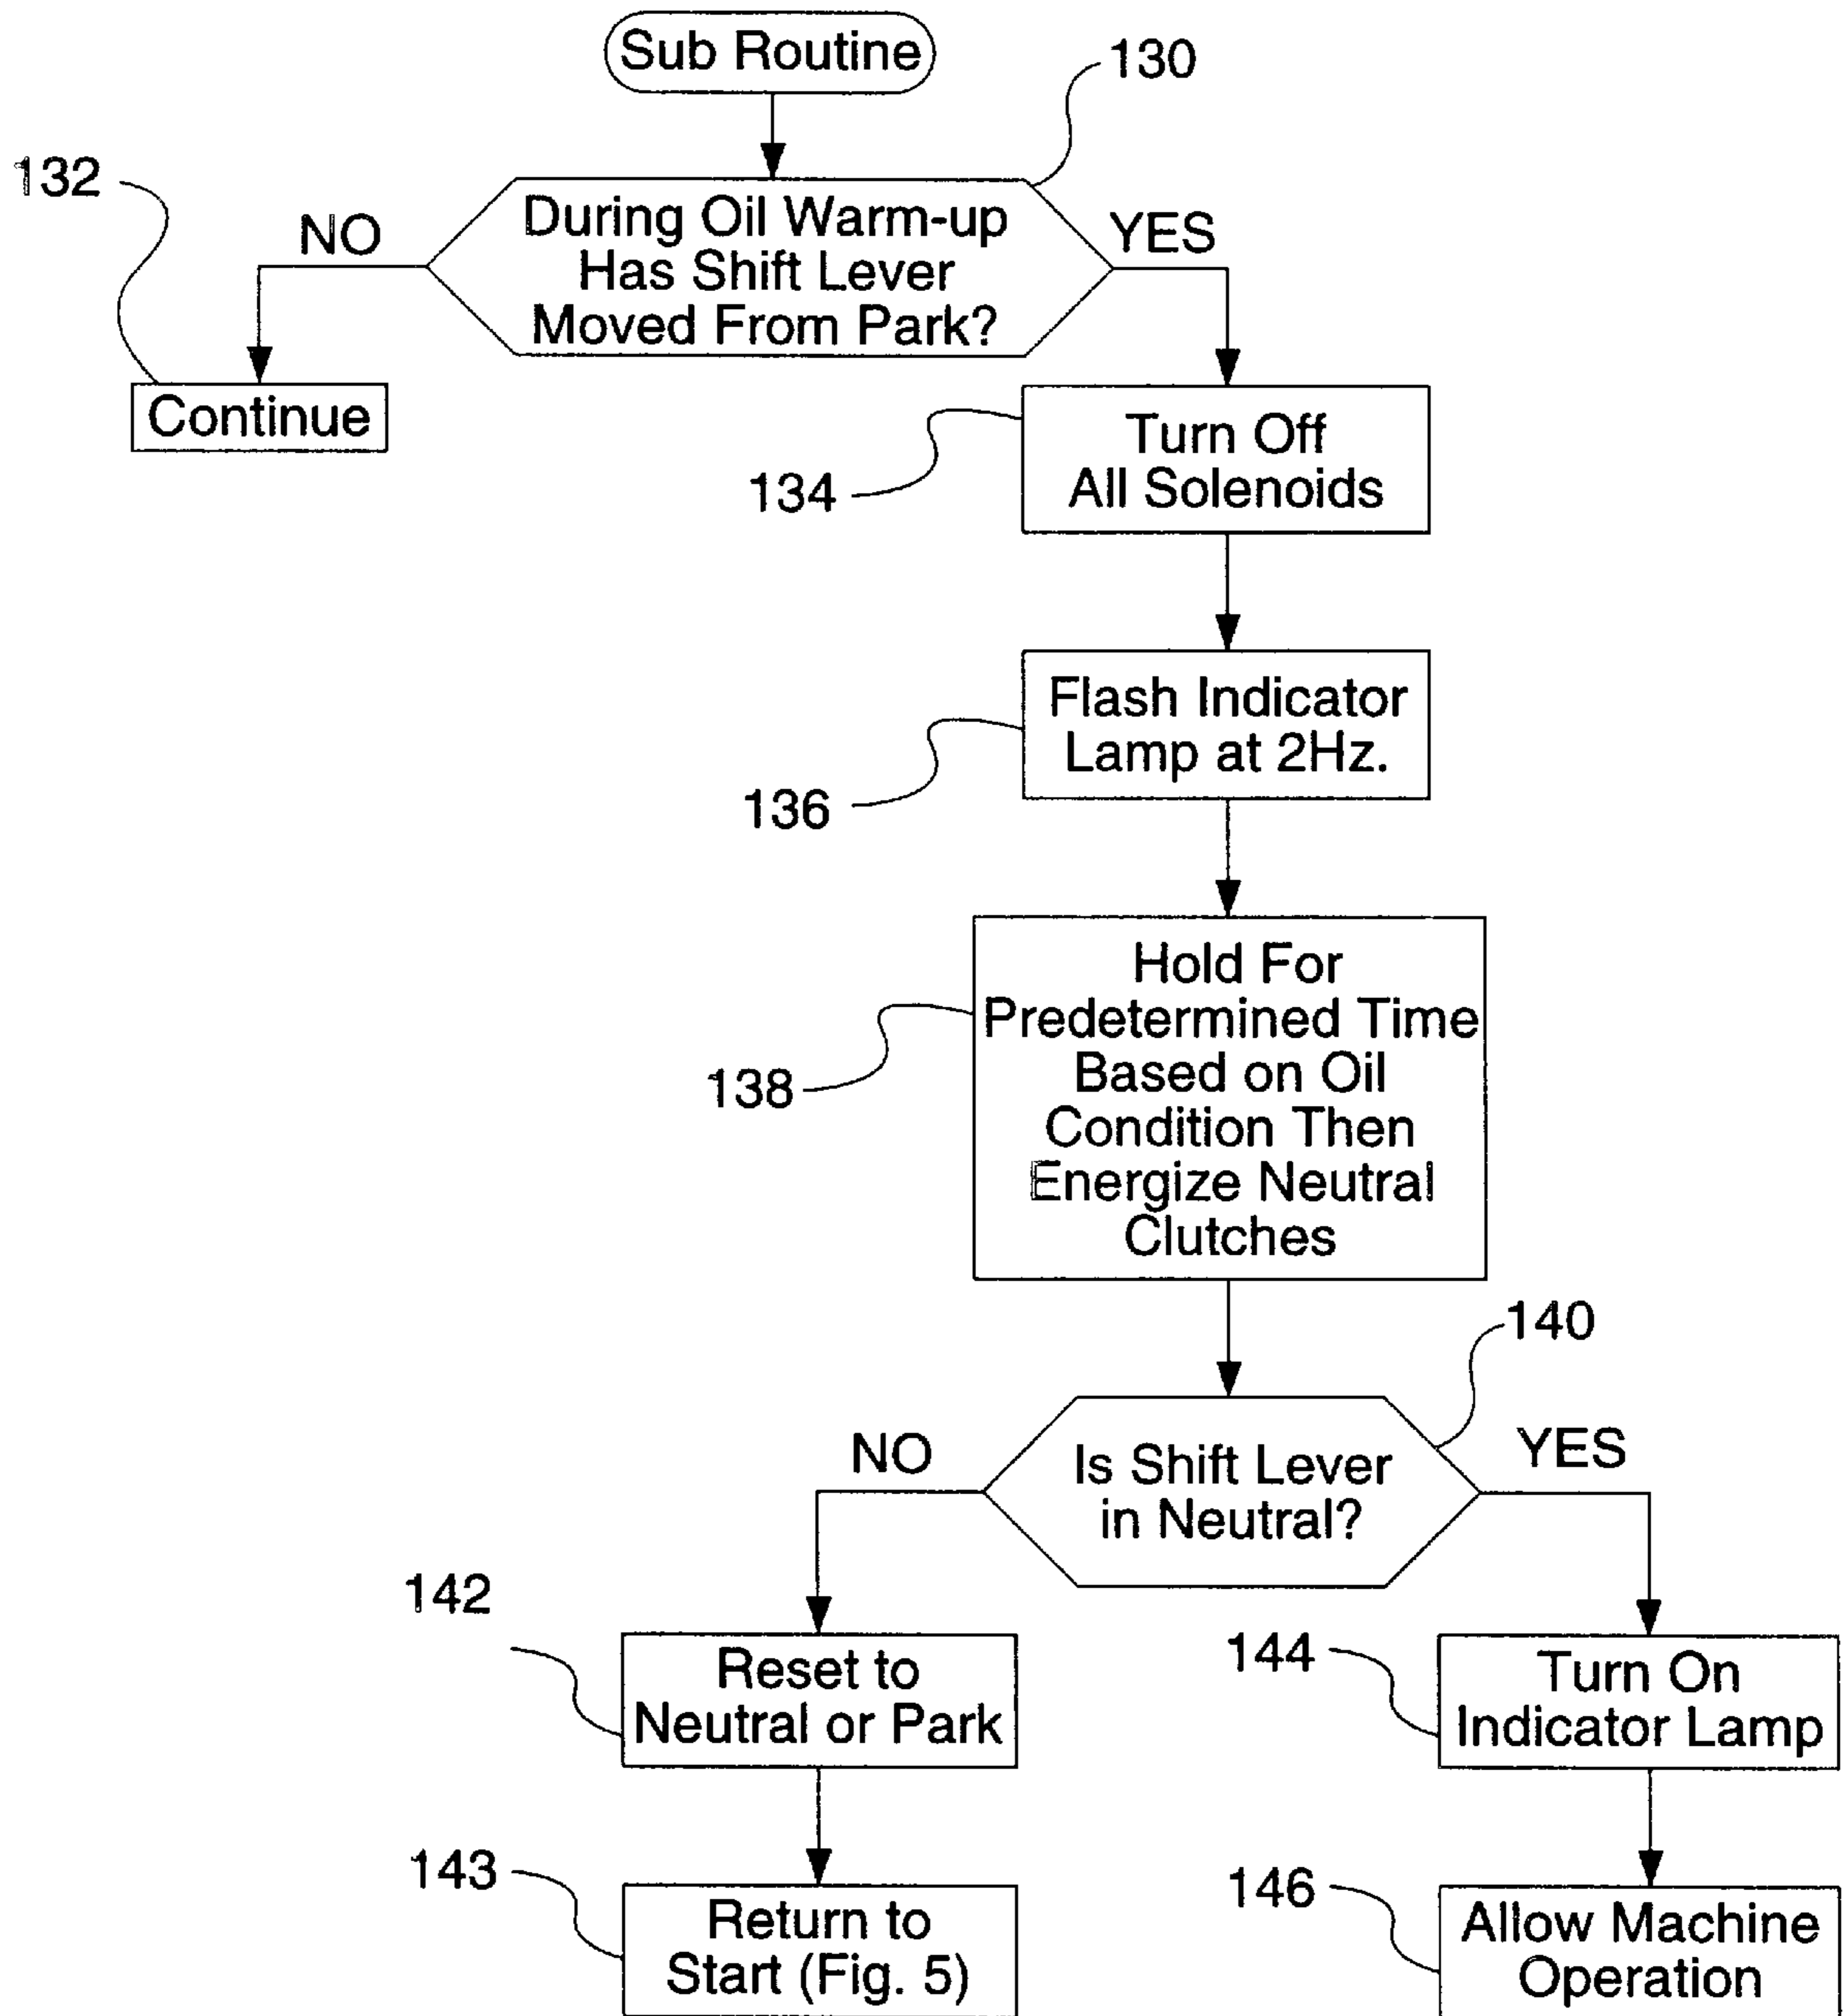 Sub Routine
130
132
During Oil Warm-up
Has Shift Lever
Moved From Park?
NO
YES
Continue
134
Turn Off
All Solenoids
136
Flash Indicator
Lamp at 2Hz.
138
Hold For
Predetermined Time
Based on Oil
Condition Then
Energize Neutral
Clutches
140
Is Shift Lever
in Neutral?
NO
YES
142
Reset to
Neutral or Park
144
Turn On
Indicator Lamp
143
Return to
Start (Fig. 5)
146
Allow Machine
Operation